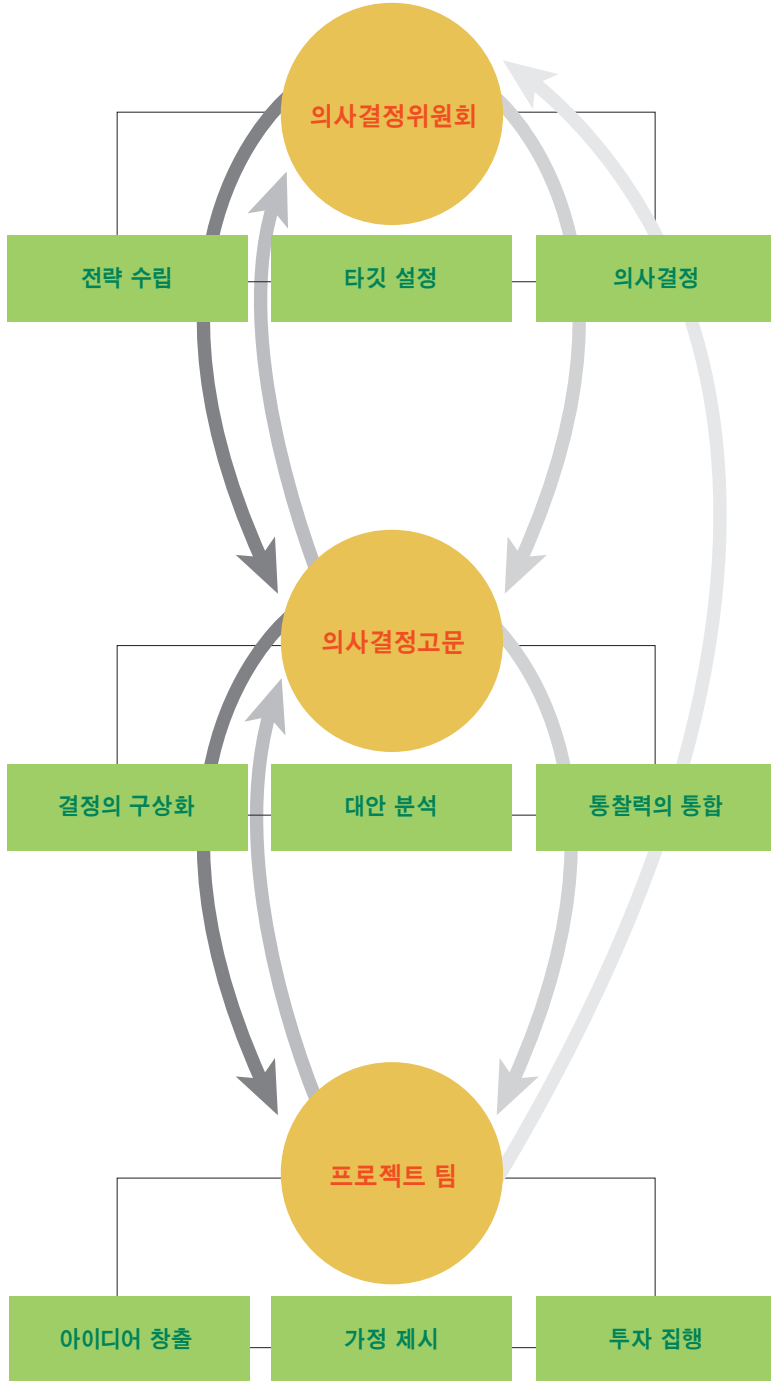 의사결정위원회
전략 수립
타깃 설정
의사결정
의사결정고문
결정의 구상화
대안 분석
통찰력의 통합
프로젝트 팀
아이디어 창출
가정 제시
투자 집행